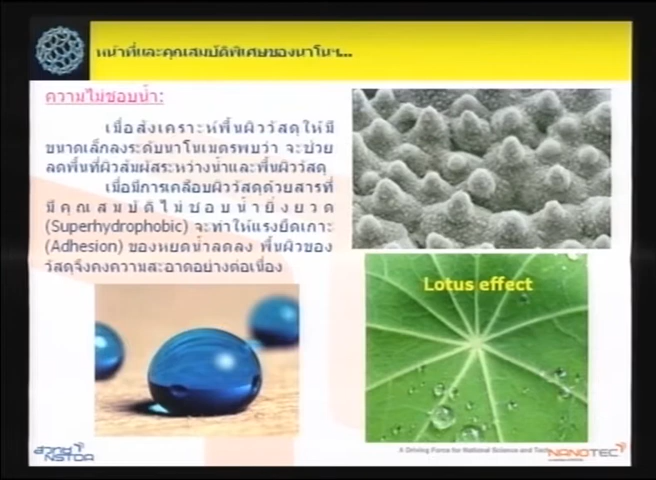 หน้าที่และคุณสมบัติพิเศษของนาโนฯ...
ความไม่ชอบน้ำ:
เมื่อสังเคราะห์พื้นผิววัสดุให้มี
ขนาดเล็กลงระดับนาโนเมตรพบว่า จะช่วย
ลดพื้นที่ผิวสัมผัสระหว่างน้ำและพื้นผิววัสดุ
เมื่อมีการเคลือบผิววัสดุด้วยสารที่
มีคุณสมบัติไม่ชอบน้ำยิ่งยวด
(Superhydrophobic) จะทำให้แรงยึดเกาะ
(Adhesion) ของหยดน้ำลดลง พื้นผิวของ
วัสดุจึงคงความสะอาดอย่างต่อเนื่อง
Lotus effect
สวทช
NSTDA
A Driving Force for National Science and Tech
NANOTEC